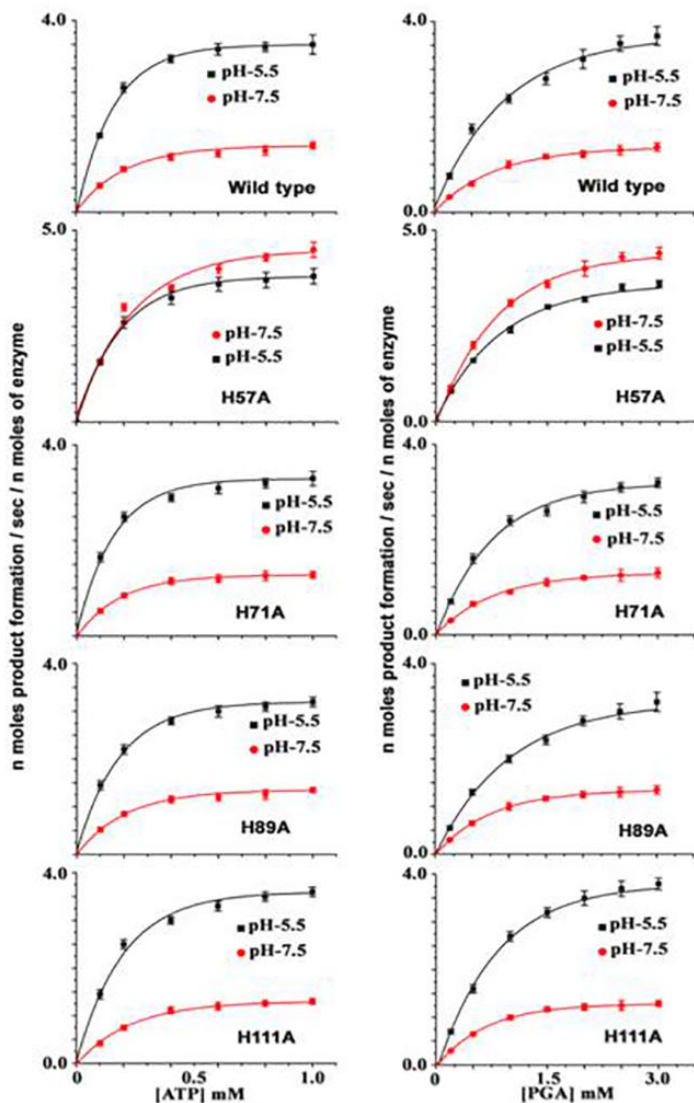 n moles product formation / sec / n moles of enzyme
4.0
pH-5.5
pH-7.5
Wild type
5.0
pH-7.5
pH-5.5
H57A
4.0
pH-5.5
pH-7.5
H71A
4.0
pH-5.5
pH-7.5
H89A
4.0
pH-5.5
pH-7.5
H111A
0.0
0 0.5 1.0
[ATP] mM
n moles product formation / sec / n moles of enzyme
4.0
pH-5.5
pH-7.5
Wild type
0.0
5.0
pH-7.5
pH-5.5
H57A
0.0
4.0
pH-5.5
pH-7.5
H71A
0.0
4.0
pH-5.5
pH-7.5
H89A
0.0
4.0
pH-5.5
pH-7.5
H111A
0.0
0 1.5 3.0
[PGA] mM